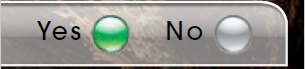 Yes No